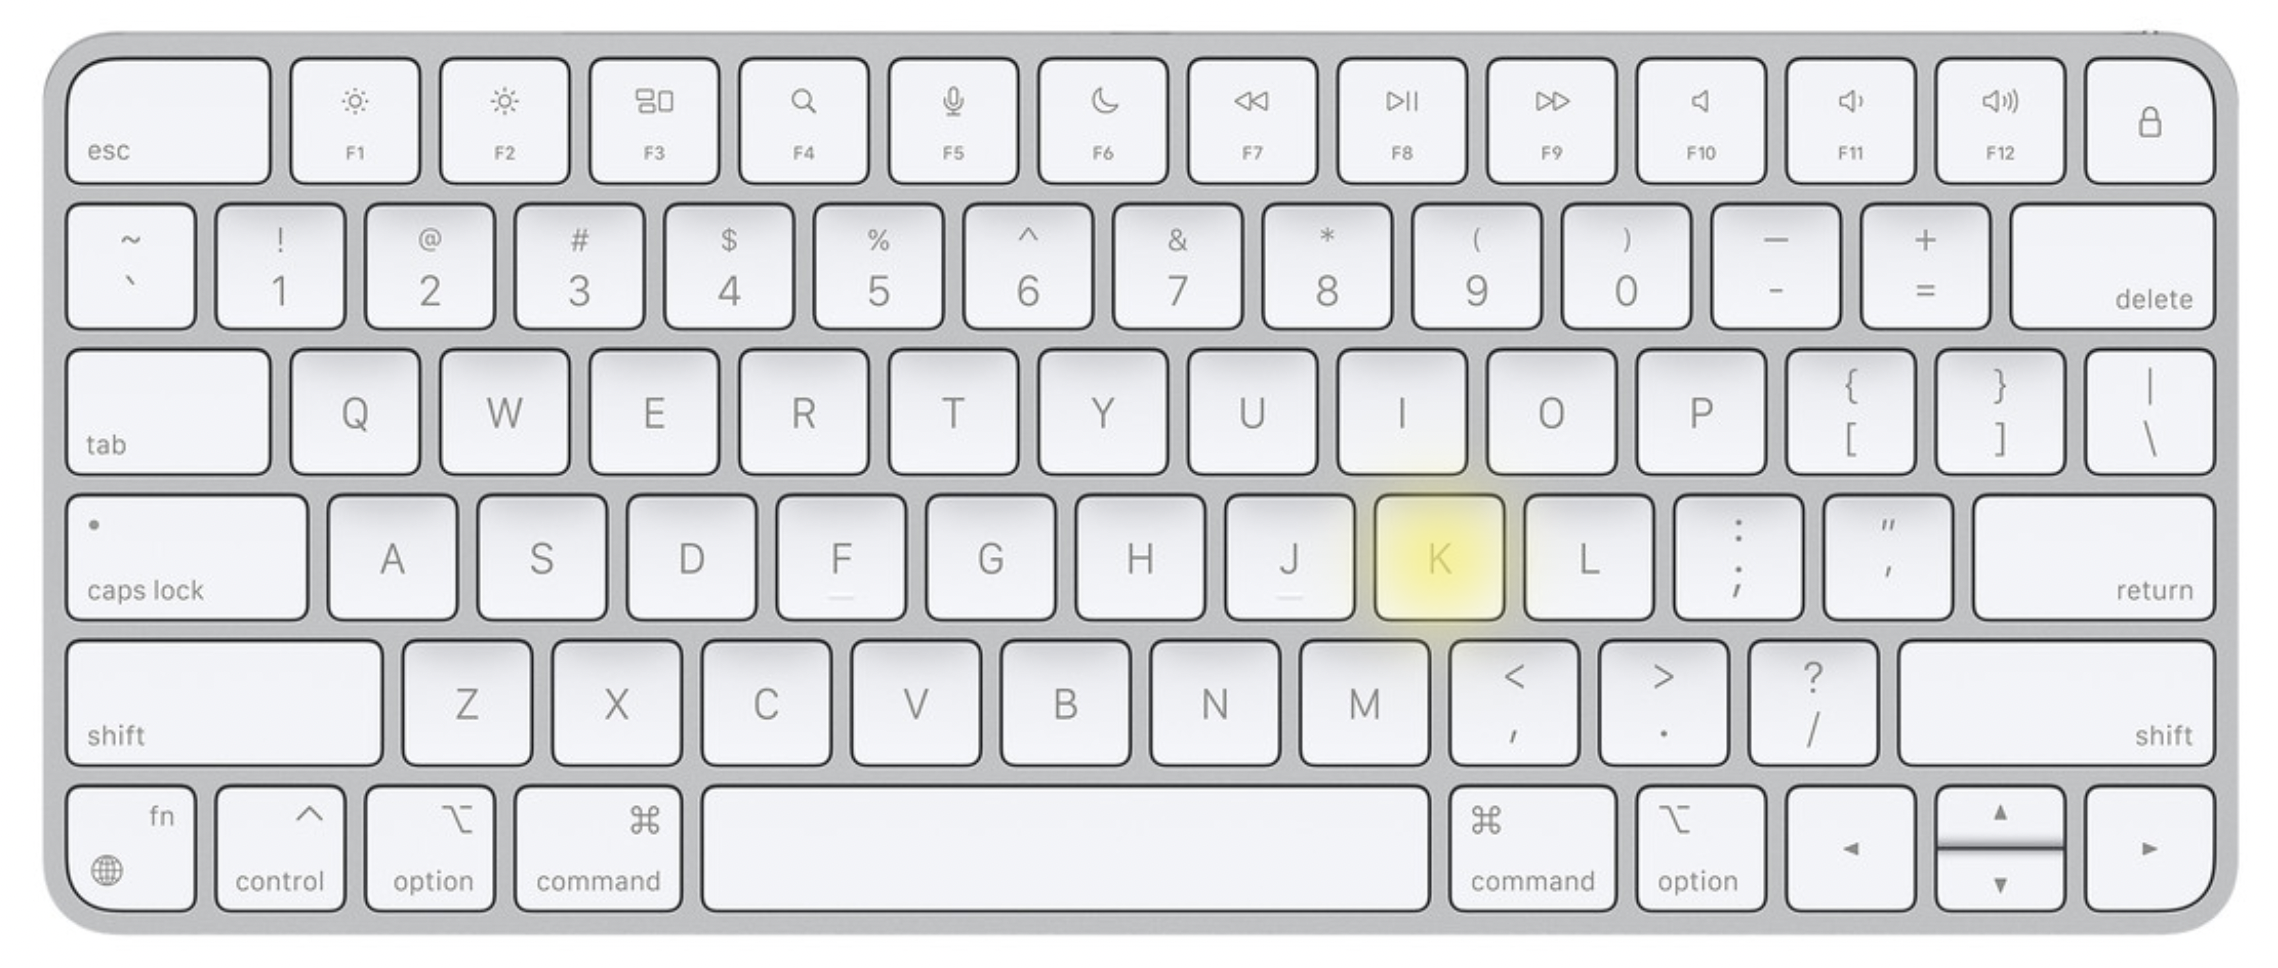 esc F1 F2 F3 F4 F5 F6 F7 F8 F9 F10 F11 F12
~ ! @ # $ % ^ & * ( ) — +
` 1 2 3 4 5 6 7 8 9 0 - = delete
tab Q W E R T Y U I O P { } |
[ ] \
caps lock A S D F G H J K L : "
; ' return
shift Z X C V B N M < > ?
, . / shift
fn ^ ⌥ ⌘ ⌘ ⌥ ▲
control option command command option ◀ ▼ ▶